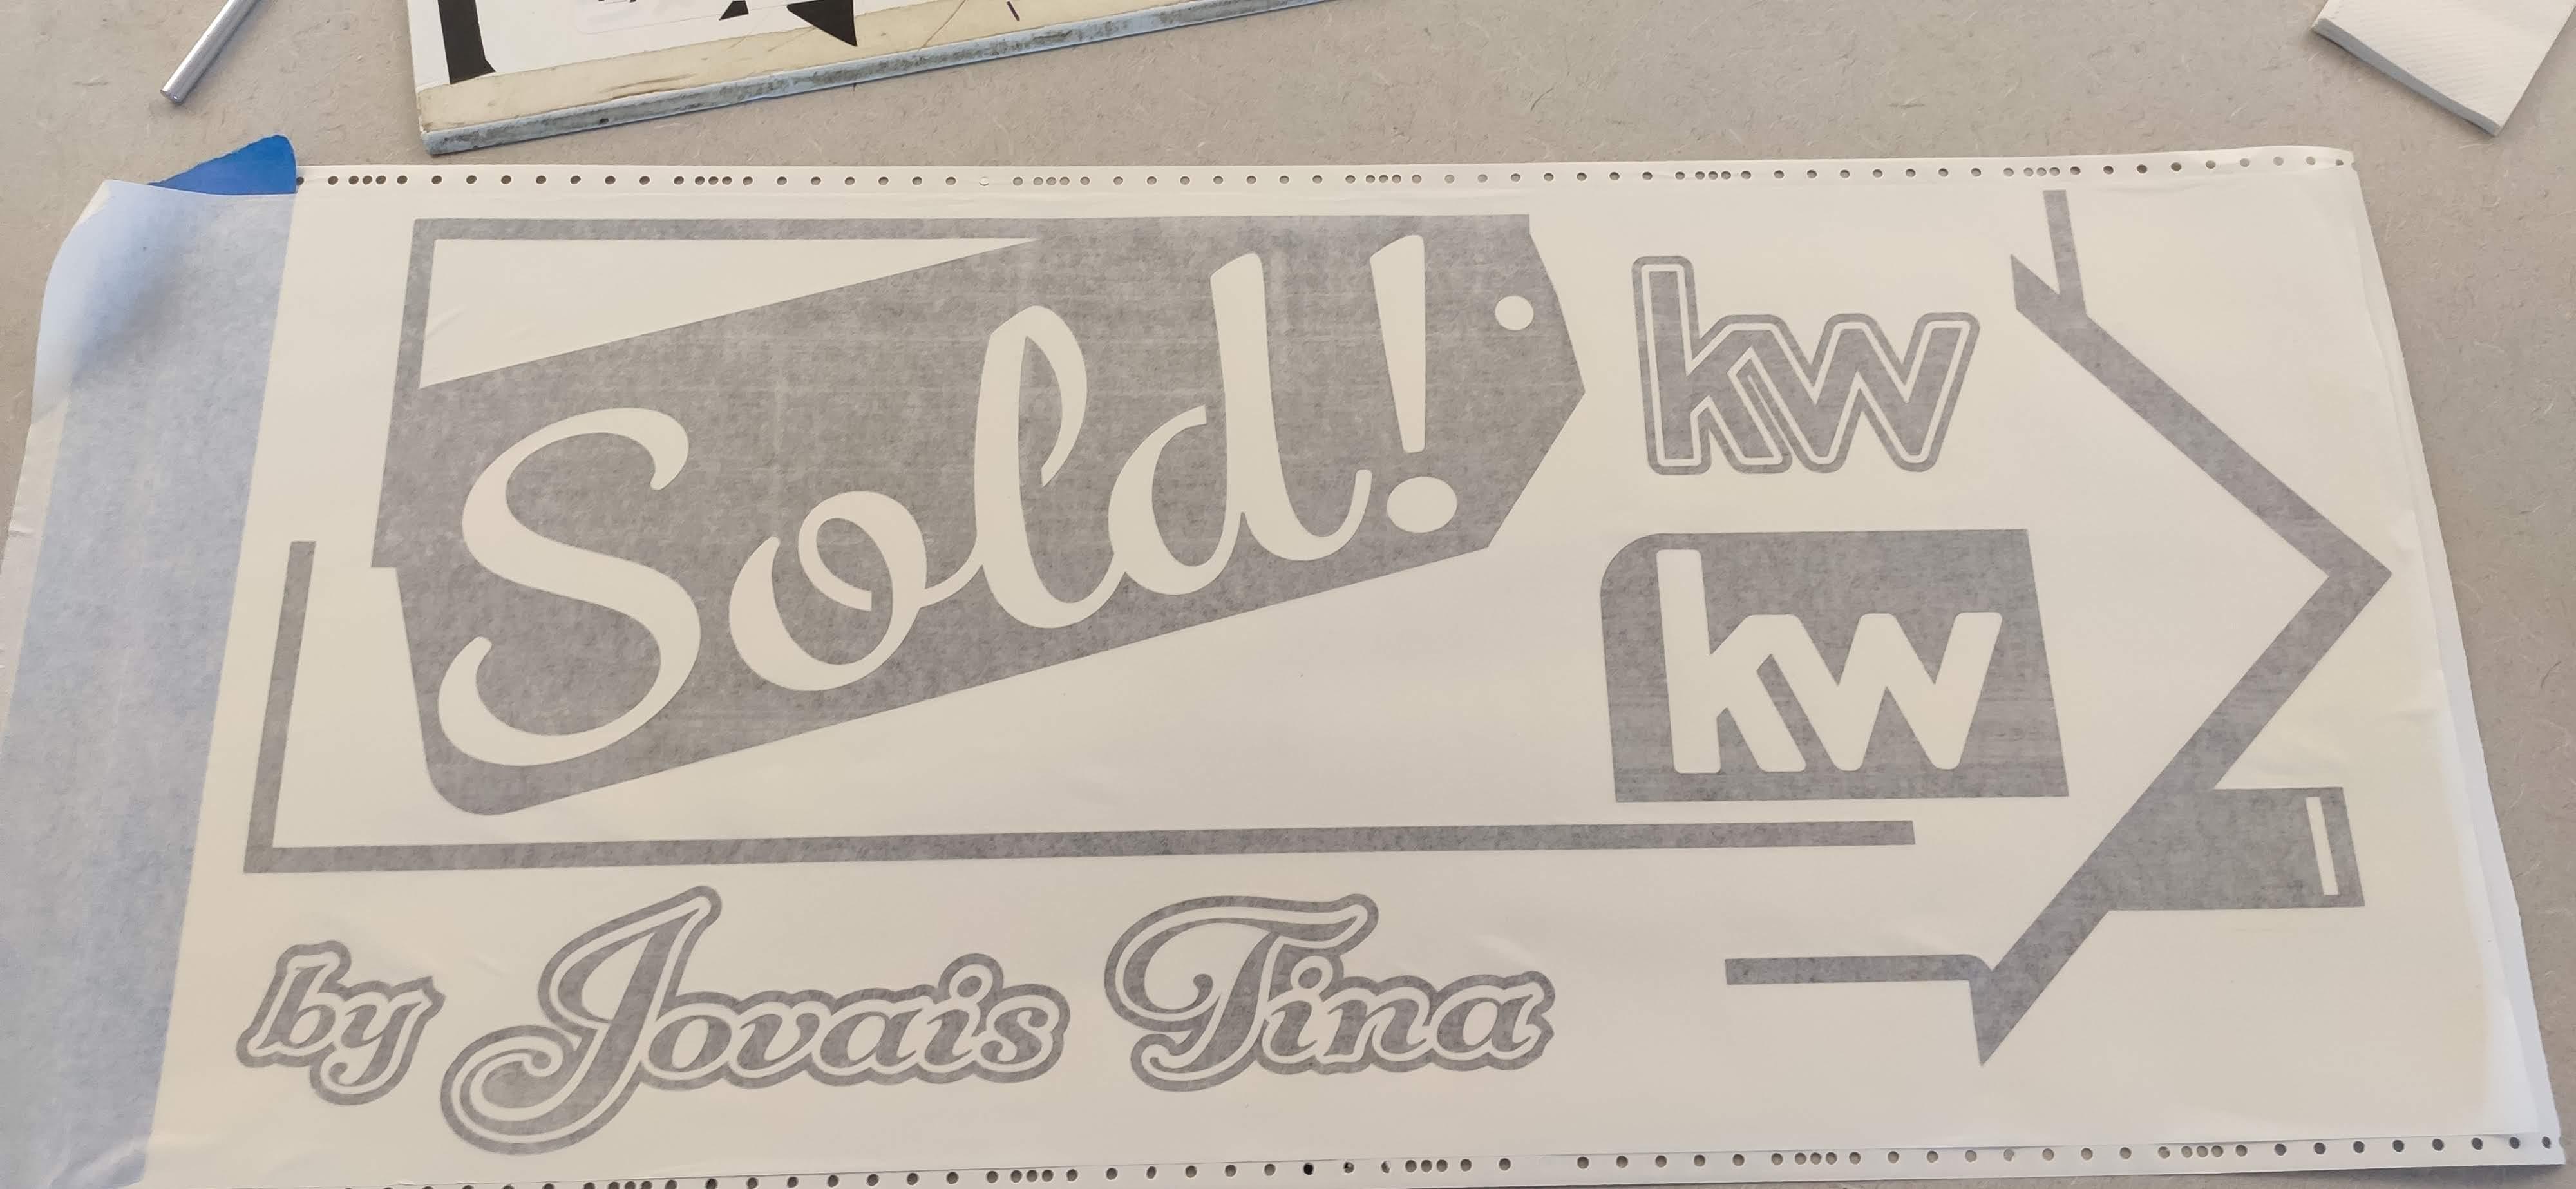 Sold!
kw
kw
by Jovais Tina